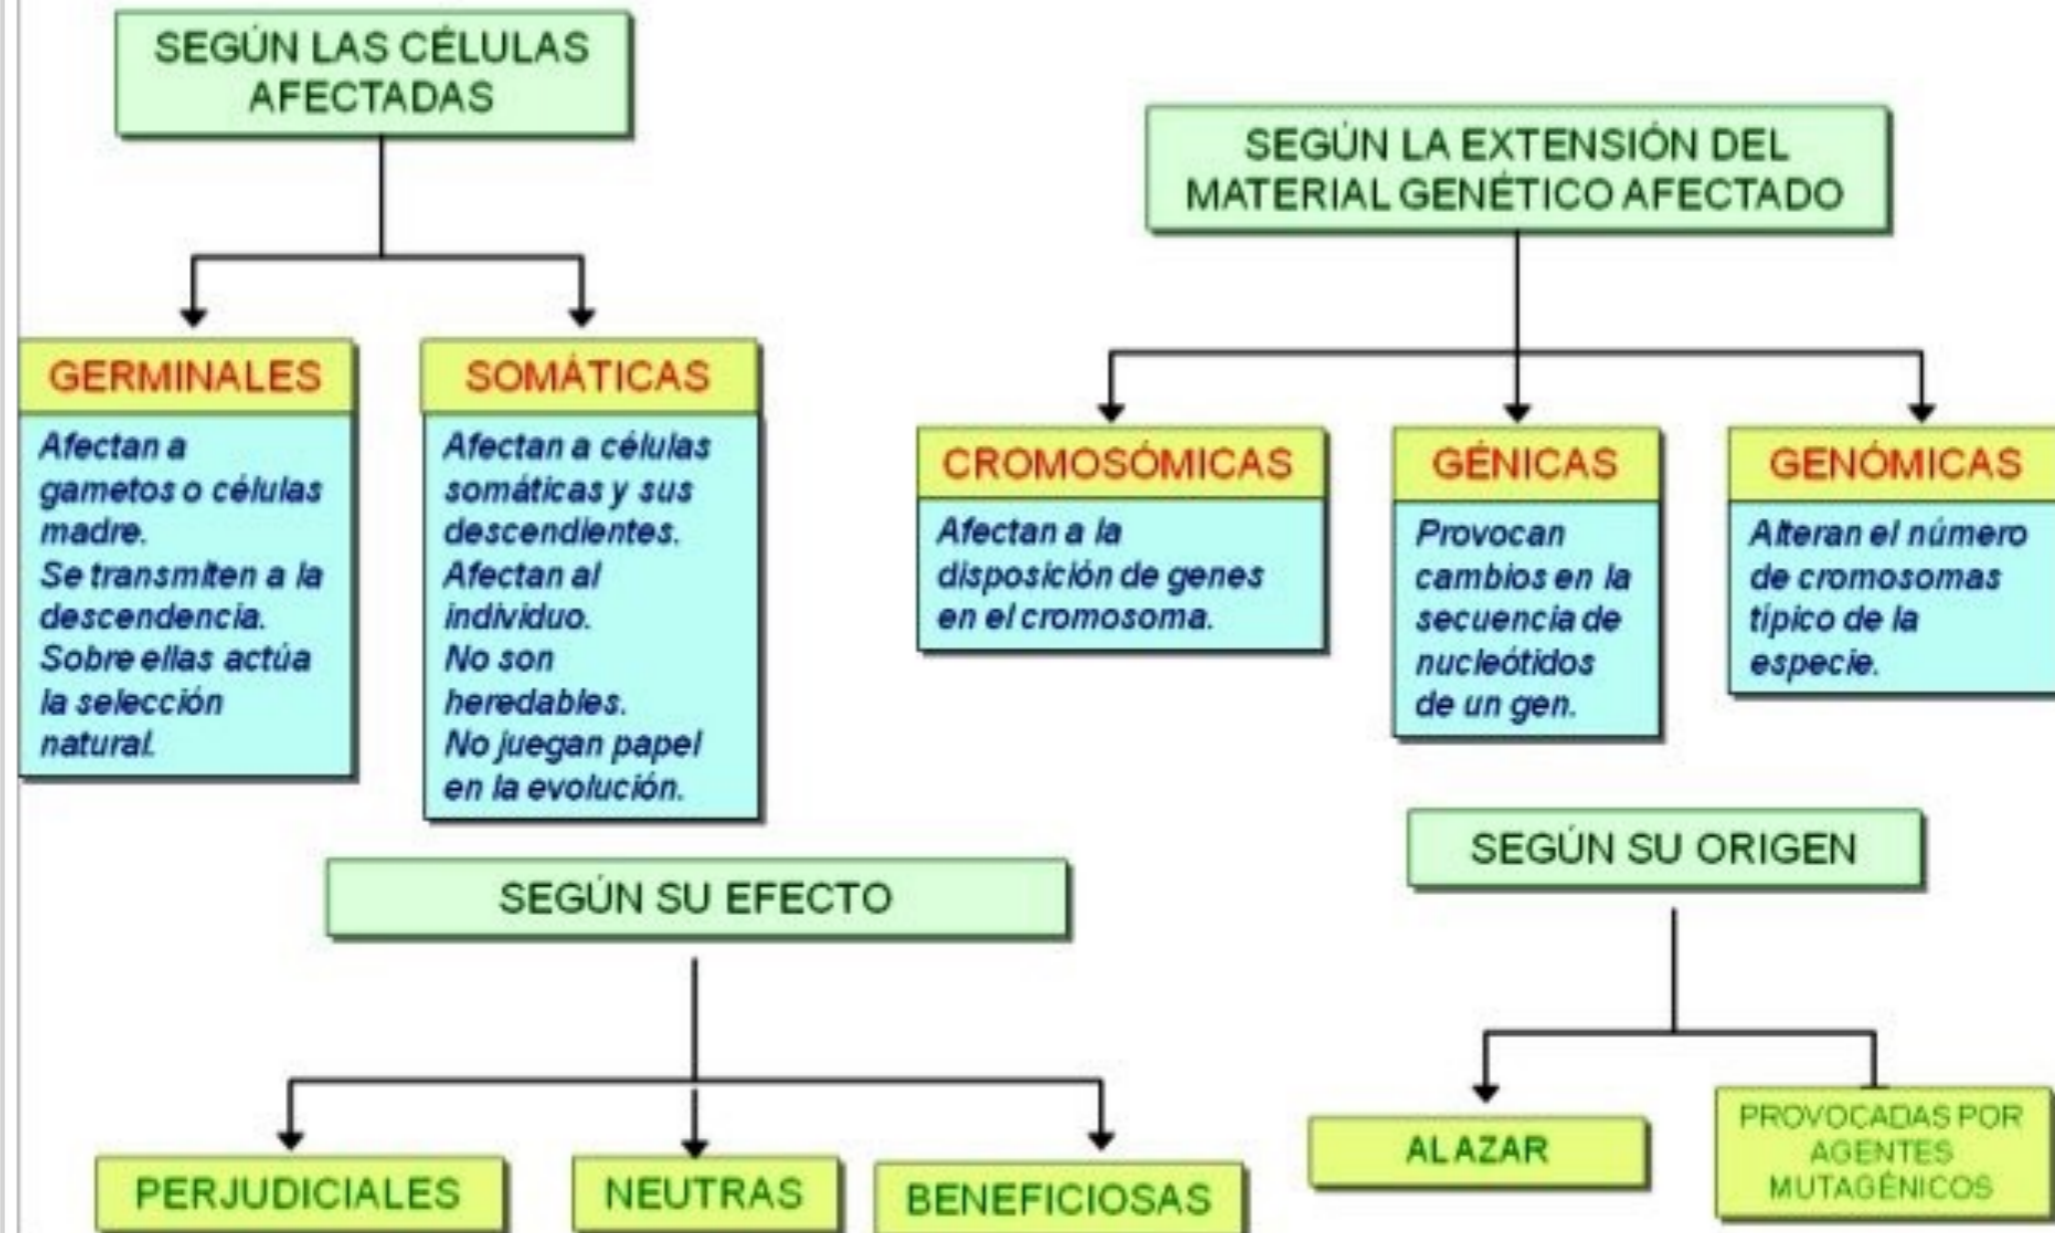 SEGÚN LAS CÉLULAS
AFECTADAS
GERMINALES
Afectan a
gametos o células
madre.
Se transmiten a la
descendencia.
Sobre ellas actúa
la selección
natural.
SOMÁTICAS
Afectan a células
somáticas y sus
descendientes.
Afectan al
individuo.
No son
heredables.
No juegan papel
en la evolución.
SEGÚN LA EXTENSIÓN DEL
MATERIAL GENÉTICO AFECTADO
CROMOSÓMICAS
Afectan a la
disposición de genes
en el cromosoma.
GÉNICAS
Provocan
cambios en la
secuencia de
nucleótidos
de un gen.
GENÓMICAS
Alteran el número
de cromosomas
típico de la
especie.
SEGÚN SU EFECTO
PERJUDICIALES
NEUTRAS
BENEFICIOSAS
SEGÚN SU ORIGEN
AL AZAR
PROVOCADAS POR
AGENTES
MUTAGÉNICOS